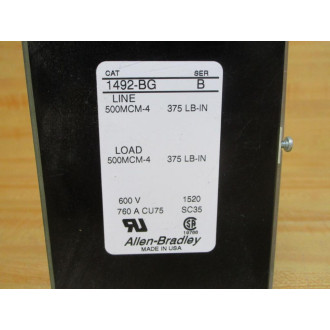 CAT SER
1492-BG B
LINE
500MCM-4 375 LB-IN
LOAD
500MCM-4 375 LB-IN
600 V 1520
760 A CU75 SC35
Allen-Bradley
MADE IN USA